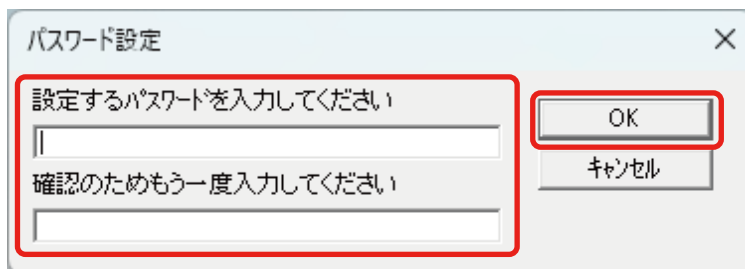 パスワード設定
設定するﾊﾟｽﾜｰﾄﾞを入力してください
OK
確認のためもう一度入力してください
ｷｬﾝｾﾙ